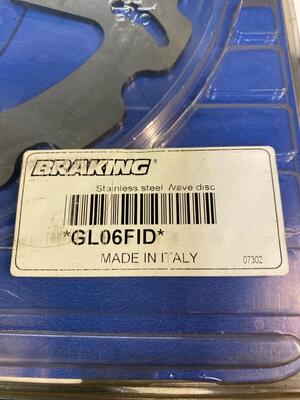 BRAKING
Stainless steel Wave disc
*GL06FID*
MADE IN ITALY
07302